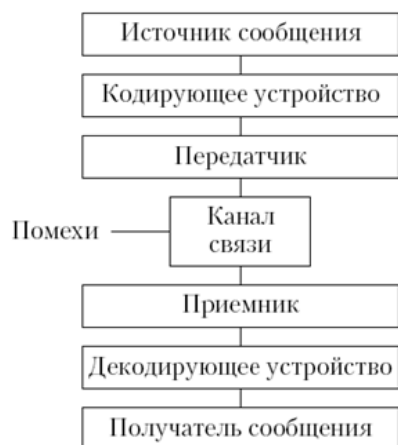 Источник сообщения
Кодирующее устройство
Передатчик
Помехи
Канал
связи
Приемник
Декодирующее устройство
Получатель сообщения